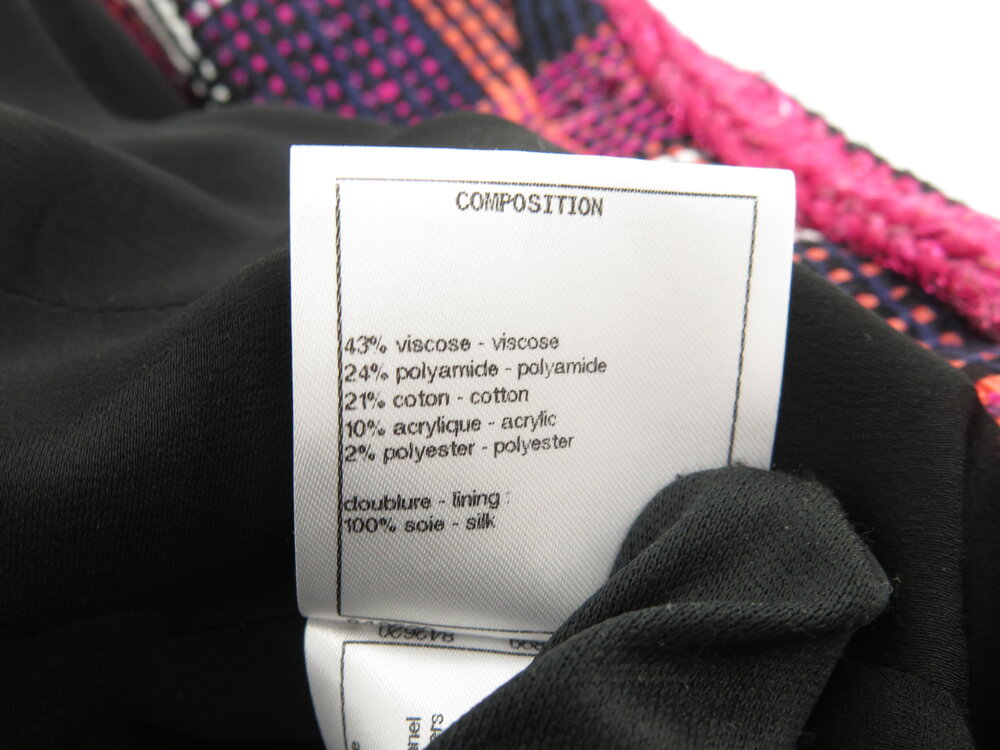 COMPOSITION
43% viscose - viscose
24% polyamide - polyamide
21% coton - cotton
10% acrylique - acrylic
2% polyester - polyester
doublure - lining :
100% soie - silk